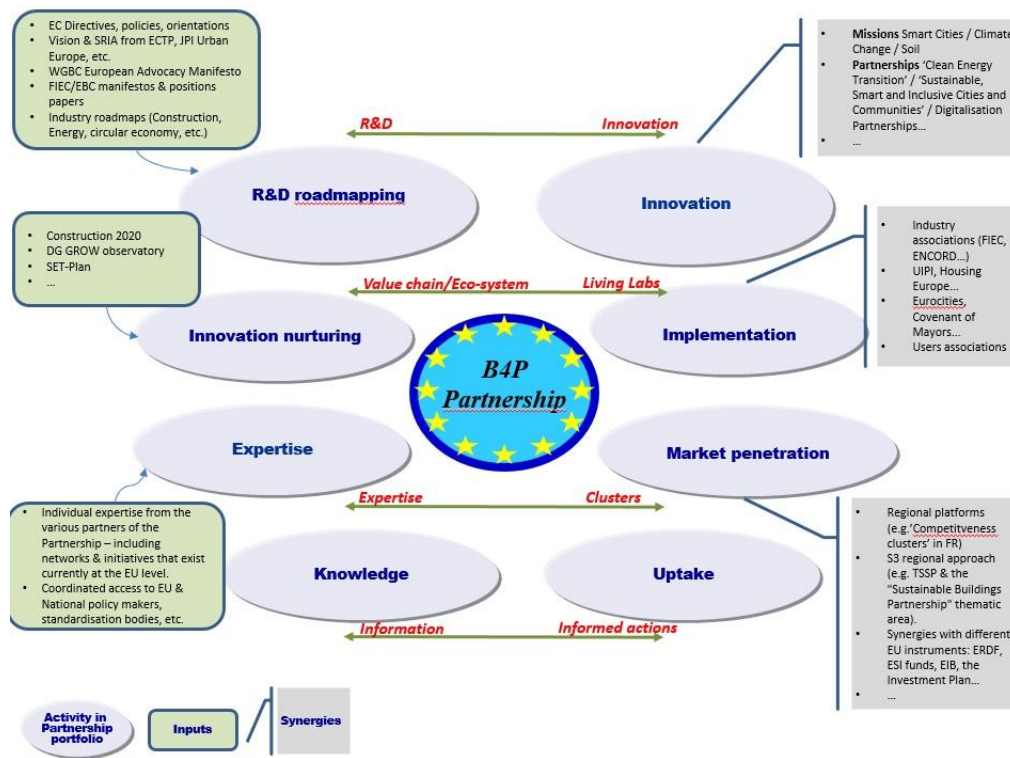 • EC Directives, policies, orientations
• Vision & SRIA from ECTP, JPI Urban
Europe, etc.
• WGBC European Advocacy Manifesto
• FIEC/EBC manifestos & positions
papers
• Industry roadmaps (Construction,
Energy, circular economy, etc.)
• Missions Smart Cities / Climate
Change / Soil
• Partnerships ‘Clean Energy
Transition’ / ‘Sustainable,
Smart and Inclusive Cities and
Communities’ / Digitalisation
Partnerships...
• ...
R&D
Innovation
R&D roadmapping
Innovation
• Construction 2020
• DG GROW observatory
• SET-Plan
• ...
• Industry
associations (FIEC,
ENCORD...)
• UIPI, Housing
Europe...
• Eurocities,
Covenant of
Mayors...
• Users associations
Value chain/Eco-system
Living Labs
Innovation nurturing
Implementation
B4P
Partnership
Expertise
Market penetration
Expertise
Clusters
• Individual expertise from the
various partners of the
Partnership – including
networks & initiatives that exist
currently at the EU level.
• Coordinated access to EU &
National policy makers,
standardisation bodies, etc.
• Regional platforms
(e.g.‘Competitveness
clusters’ in FR)
• S3 regional approach
(e.g. TSSP & the
"Sustainable Buildings
Partnership" thematic
area).
• Synergies with different
EU instruments: ERDF,
ESI funds, EIB, the
Investment Plan...
• ...
Knowledge
Uptake
Information
Informed actions
Activity in
Partnership
portfolio
Inputs
Synergies